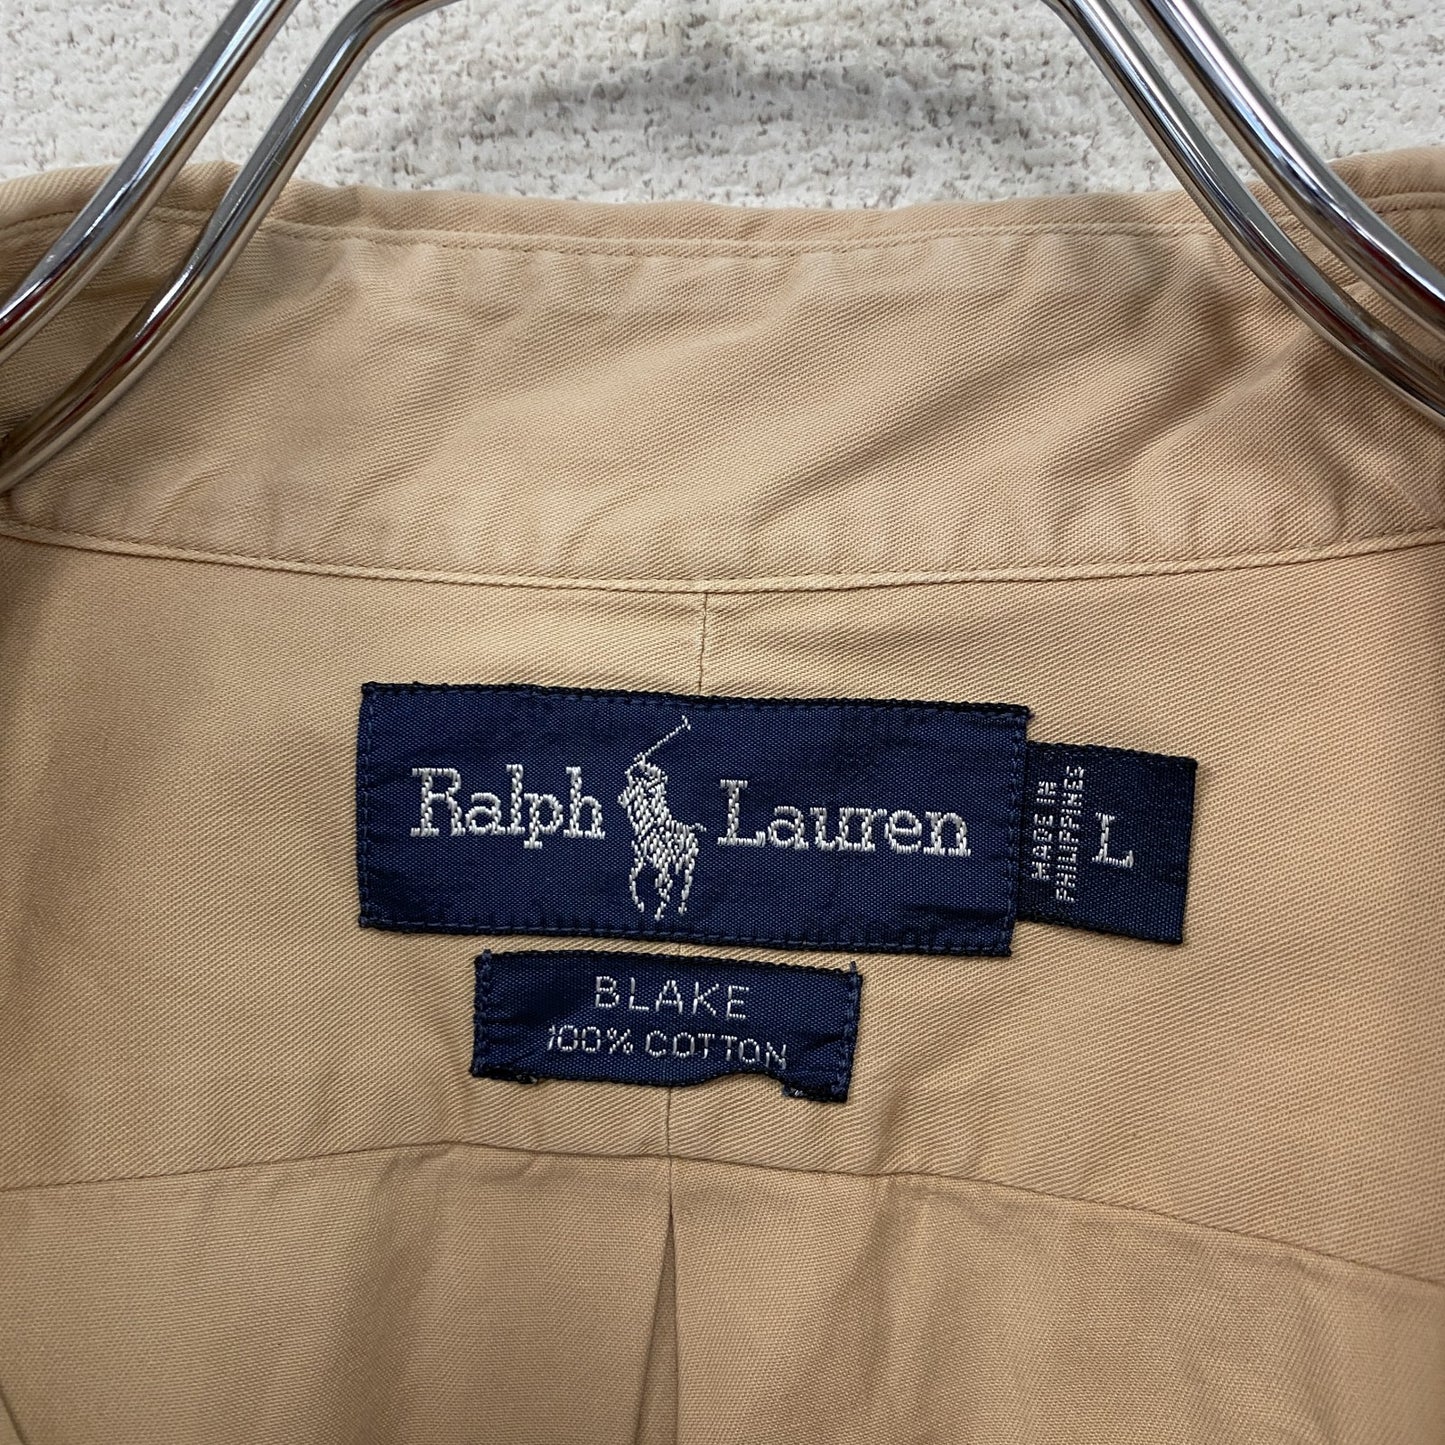 Ralph Lauren
MADE IN
PHILIPPINES
L
BLAKE
100% COTTON